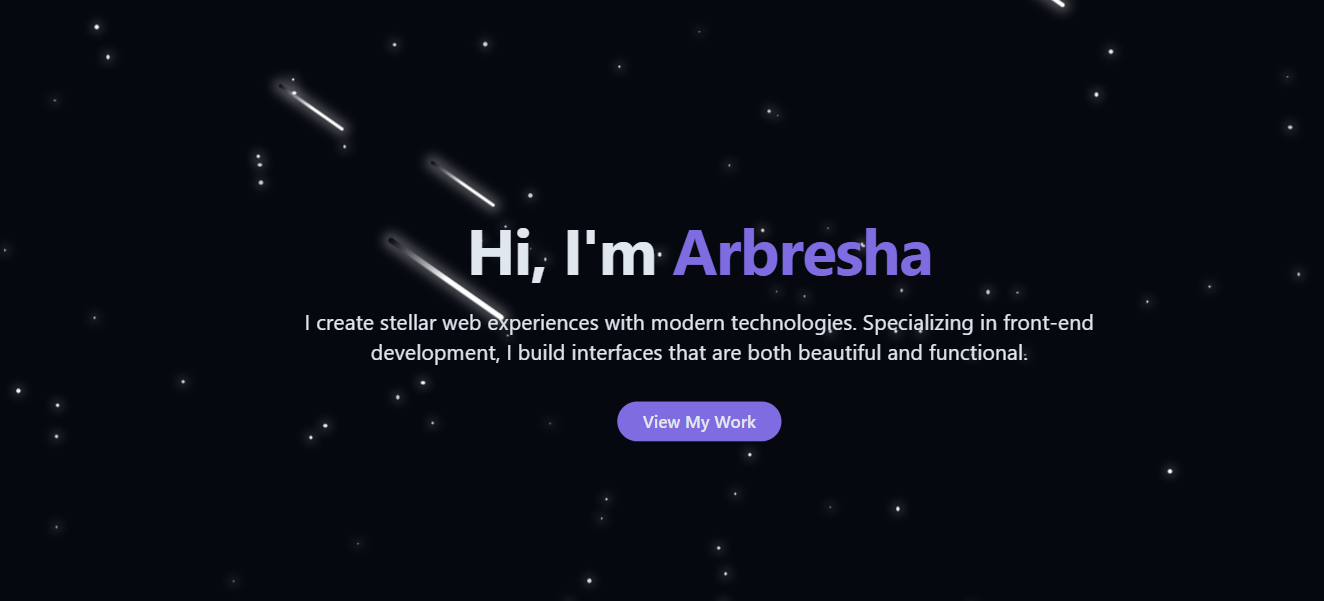 Hi, I'm Arbresha
I create stellar web experiences with modern technologies. Specializing in front-end
development, I build interfaces that are both beautiful and functional.
View My Work